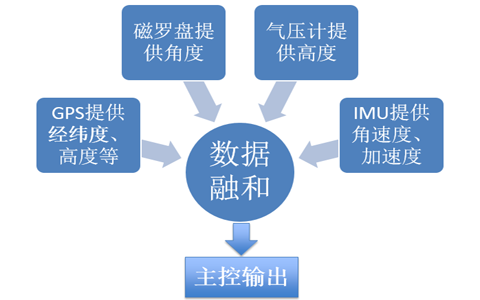 磁罗盘提
供角度
气压计提
供高度
GPS提供
经纬度、
高度等
IMU提供
角速度、
加速度
数据
融和
主控输出